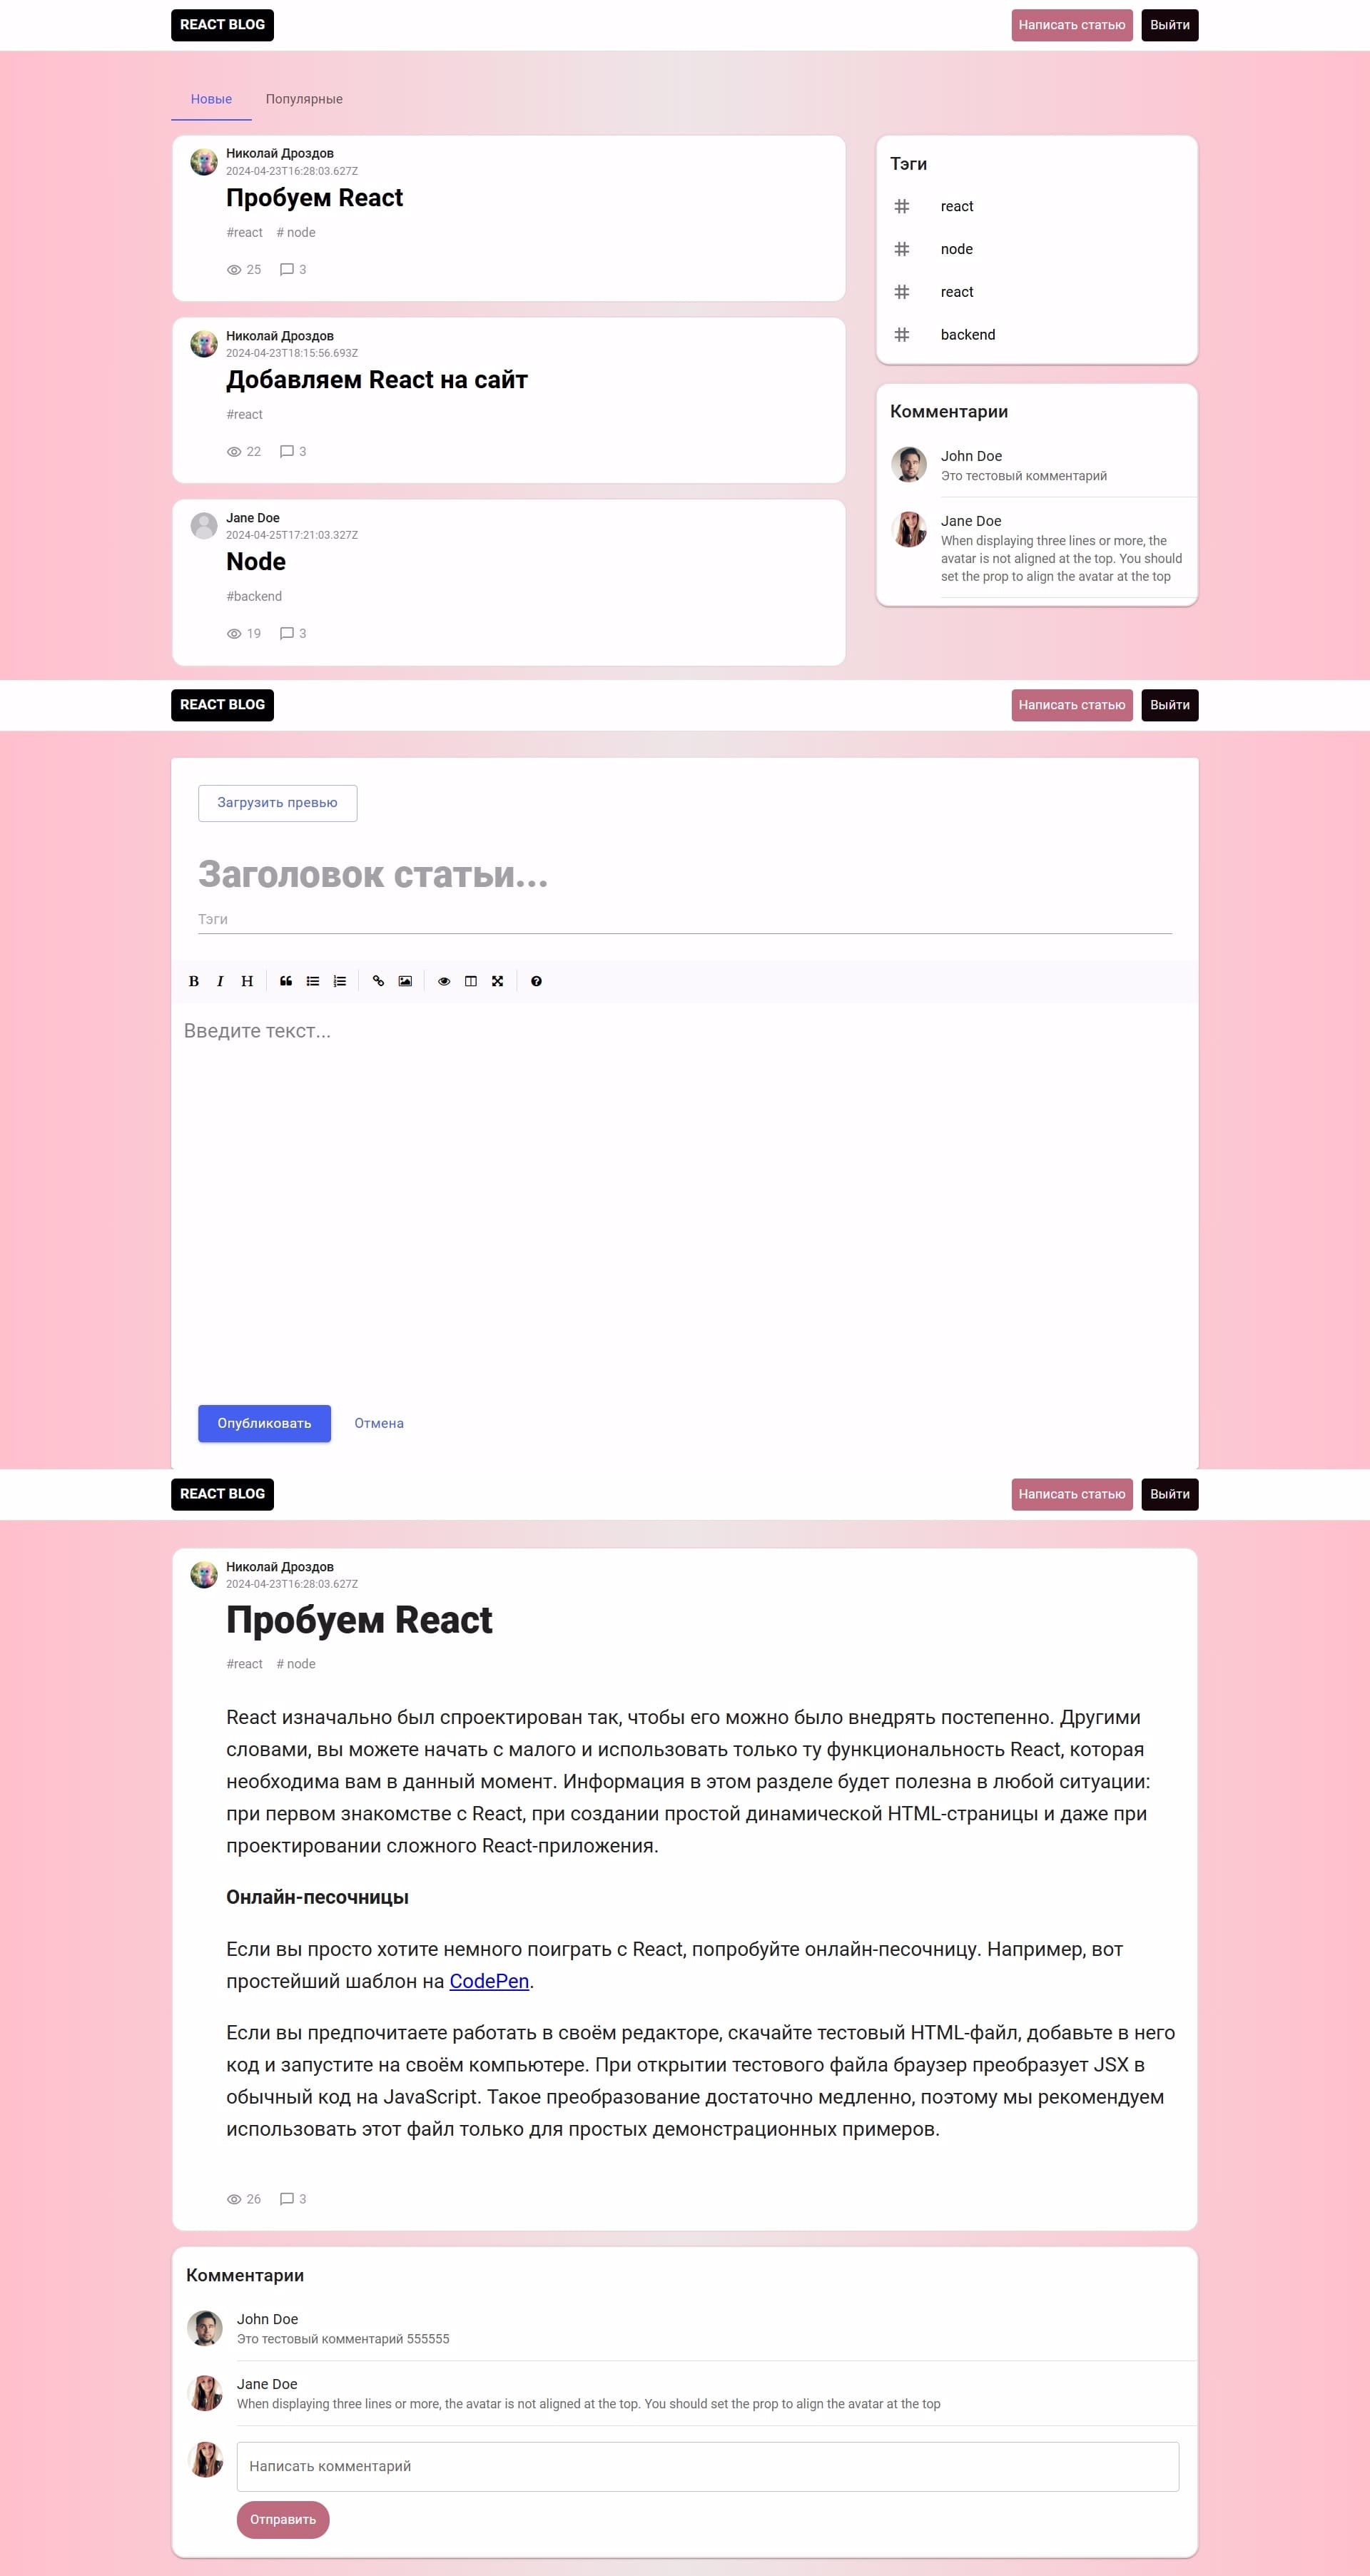 REACT BLOG
Написать статью
Выйти
Новые
Популярные
Николай Дроздов
2024-04-23T16:28:03.627Z
Пробуем React
#react # node
25 3
Николай Дроздов
2024-04-23T18:15:56.693Z
Добавляем React на сайт
#react
22 3
Jane Doe
2024-04-25T17:21:03.327Z
Node
#backend
19 3
Тэги
react
node
react
backend
Комментарии
John Doe
Это тестовый комментарий
Jane Doe
When displaying three lines or more, the
avatar is not aligned at the top. You should
set the prop to align the avatar at the top
REACT BLOG
Написать статью
Выйти
Загрузить превью
Заголовок статьи...
Тэги
B I H
Введите текст...
Опубликовать
Отмена
REACT BLOG
Написать статью
Выйти
Николай Дроздов
2024-04-23T16:28:03.627Z
Пробуем React
#react # node
React изначально был спроектирован так, чтобы его можно было внедрять постепенно. Другими
словами, вы можете начать с малого и использовать только ту функциональность React, которая
необходима вам в данный момент. Информация в этом разделе будет полезна в любой ситуации:
при первом знакомстве с React, при создании простой динамической HTML-страницы и даже при
проектировании сложного React-приложения.
Онлайн-песочницы
Если вы просто хотите немного поиграть с React, попробуйте онлайн-песочницу. Например, вот
простейший шаблон на CodePen.
Если вы предпочитаете работать в своём редакторе, скачайте тестовый HTML-файл, добавьте в него
код и запустите на своём компьютере. При открытии тестового файла браузер преобразует JSX в
обычный код на JavaScript. Такое преобразование достаточно медленно, поэтому мы рекомендуем
использовать этот файл только для простых демонстрационных примеров.
26 3
Комментарии
John Doe
Это тестовый комментарий 555555
Jane Doe
When displaying three lines or more, the avatar is not aligned at the top. You should set the prop to align the avatar at the top
Написать комментарий
Отправить